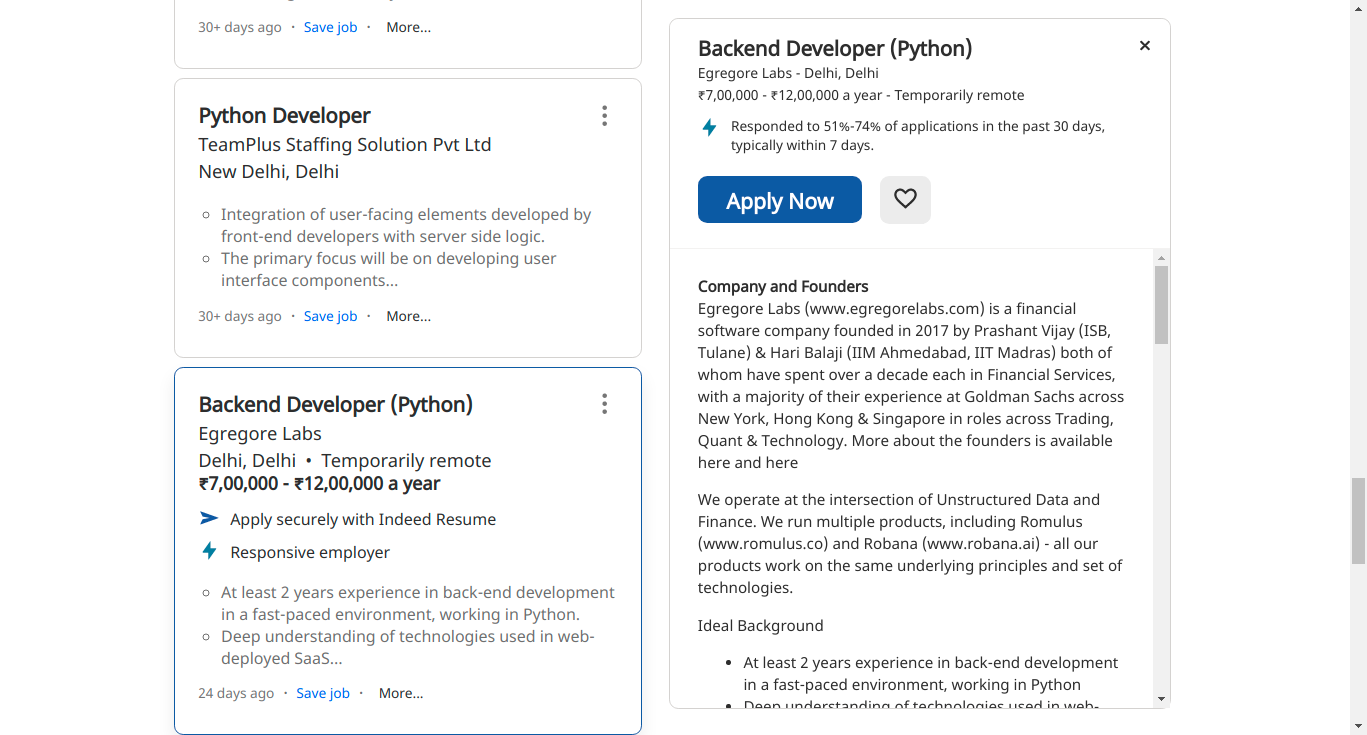 30+ days ago · Save job · More...
Python Developer
TeamPlus Staffing Solution Pvt Ltd
New Delhi, Delhi
Integration of user-facing elements developed by
front-end developers with server side logic.
The primary focus will be on developing user
interface components...
30+ days ago · Save job · More...
Backend Developer (Python)
Egregore Labs
Delhi, Delhi • Temporarily remote
₹7,00,000 - ₹12,00,000 a year
Apply securely with Indeed Resume
Responsive employer
At least 2 years experience in back-end development
in a fast-paced environment, working in Python.
Deep understanding of technologies used in web-
deployed SaaS...
24 days ago · Save job · More...
Backend Developer (Python)
Egregore Labs - Delhi, Delhi
₹7,00,000 - ₹12,00,000 a year - Temporarily remote
Responded to 51%-74% of applications in the past 30 days,
typically within 7 days.
Apply Now
Company and Founders
Egregore Labs (www.egregorelabs.com) is a financial
software company founded in 2017 by Prashant Vijay (ISB,
Tulane) & Hari Balaji (IIM Ahmedabad, IIT Madras) both of
whom have spent over a decade each in Financial Services,
with a majority of their experience at Goldman Sachs across
New York, Hong Kong & Singapore in roles across Trading,
Quant & Technology. More about the founders is available
here and here
We operate at the intersection of Unstructured Data and
Finance. We run multiple products, including Romulus
(www.romulus.co) and Robana (www.robana.ai) - all our
products work on the same underlying principles and set of
technologies.
Ideal Background
• At least 2 years experience in back-end development
in a fast-paced environment, working in Python
• Deep understanding of technologies used in web-